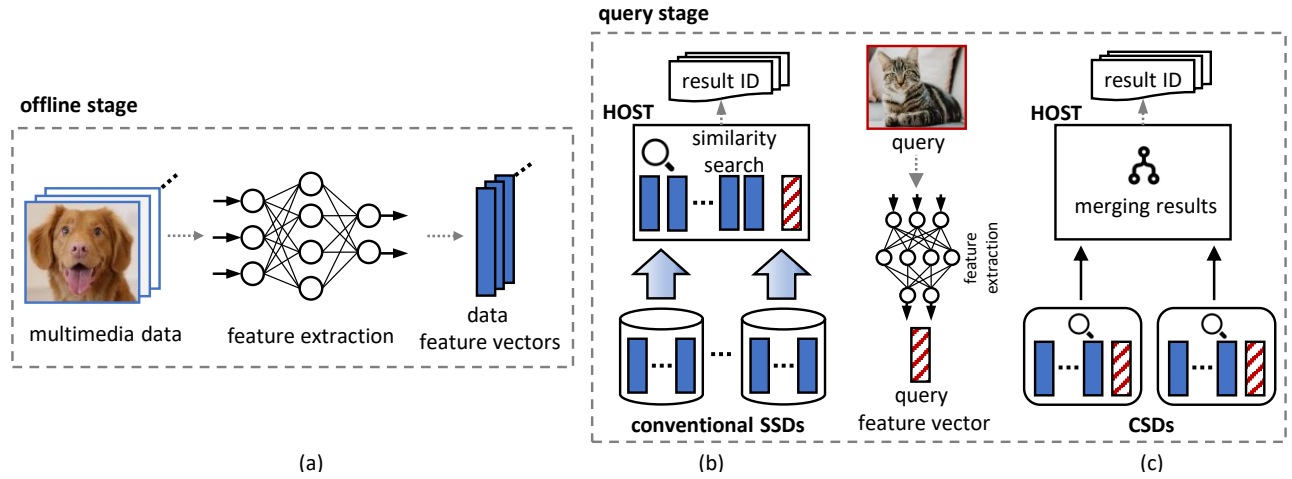 query stage
offline stage
result ID
HOST
similarity
search
query
feature
extraction
result ID
HOST
merging results
multimedia data
feature extraction
data
feature vectors
conventional SSDs
query
feature vector
CSDs
(a)
(b)
(c)